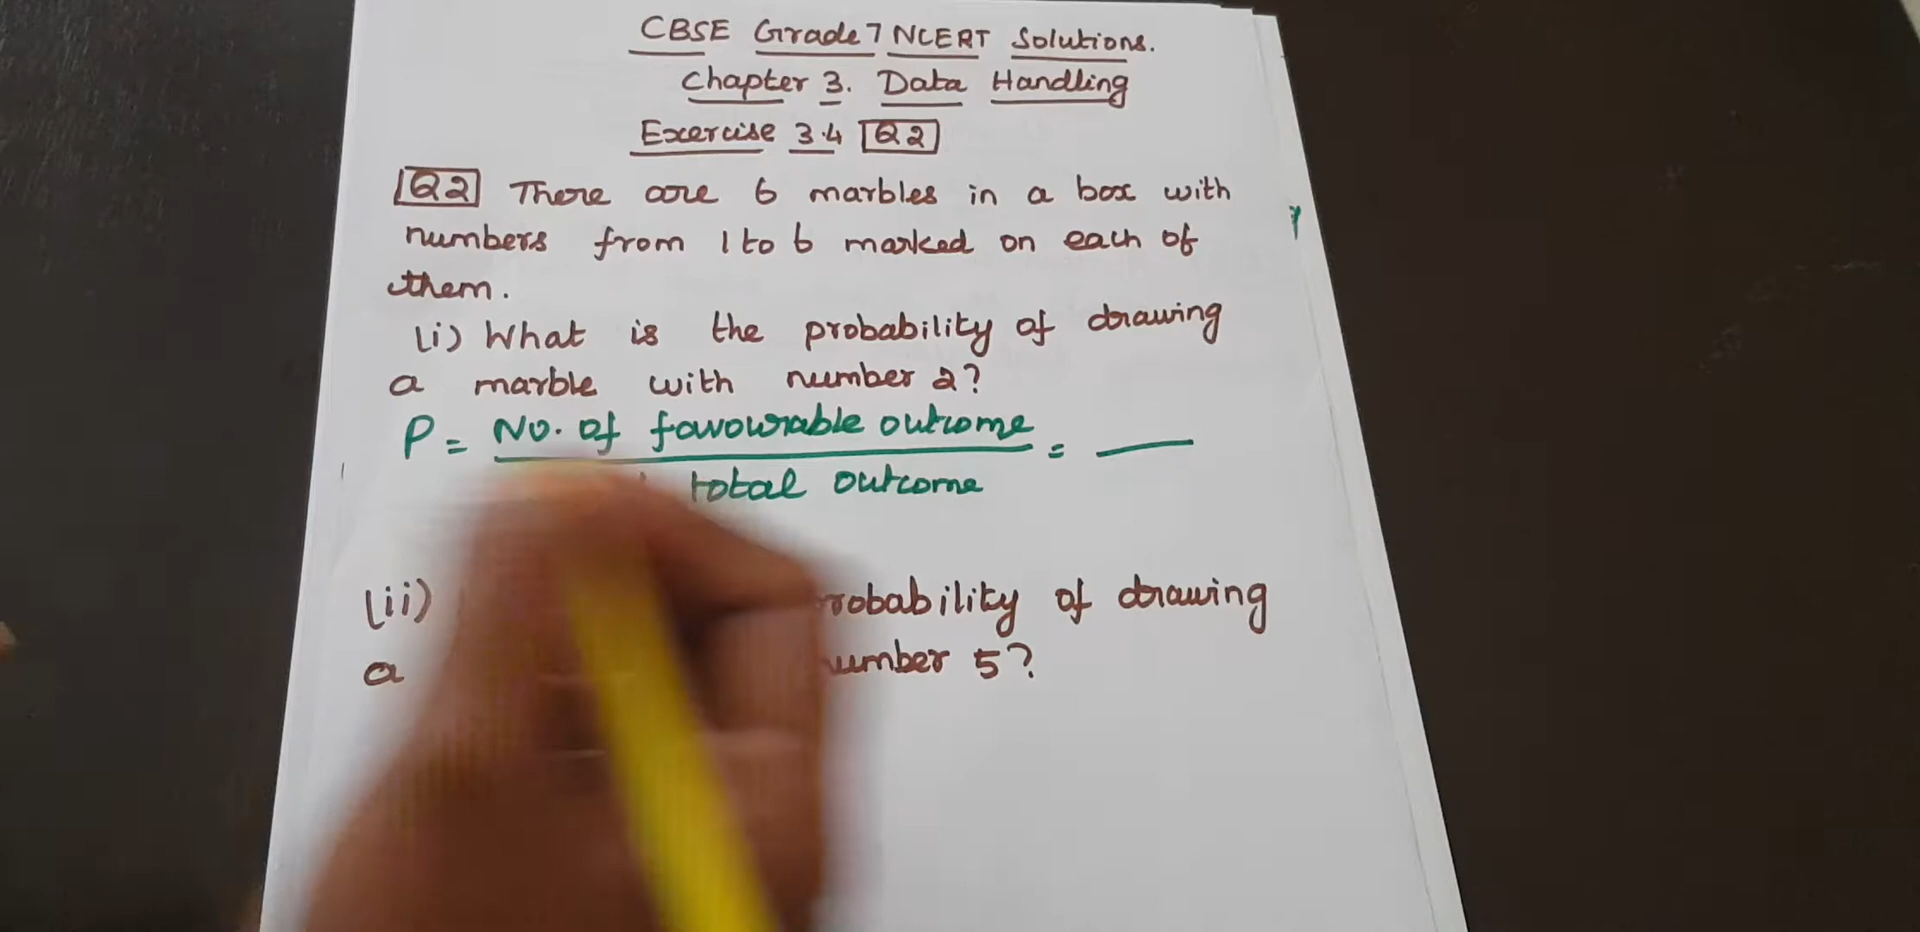 CBSE Grade 7 NCERT Solutions.
Chapter 3. Data Handling
Exercise 3.4 Q2
Q2 There are 6 marbles in a box with
numbers from 1 to 6 marked on each of
them.
(i) What is the probability of drawing
a marble with number 2?
P = No. of favourable outcome =
total outcome
(ii) robability of drawing
a umber 5?